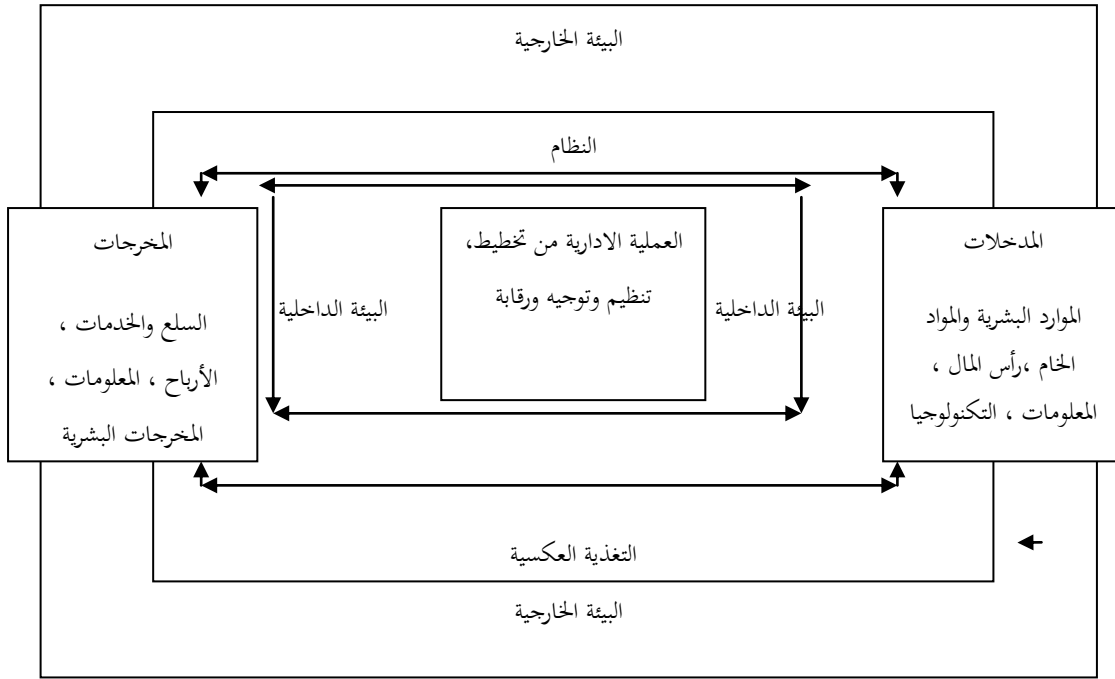 البيئة الخارجية
النظام
المدخلات
الموارد البشرية والمواد
الخام ،رأس المال ،
المعلومات ، التكنولوجيا
البيئة الداخلية
العملية الادارية من تخطيط،
تنظيم وتوجيه ورقابة
البيئة الداخلية
المخرجات
السلع والخدمات ،
الأرباح ، المعلومات ،
المخرجات البشرية
التغذية العكسية
البيئة الخارجية